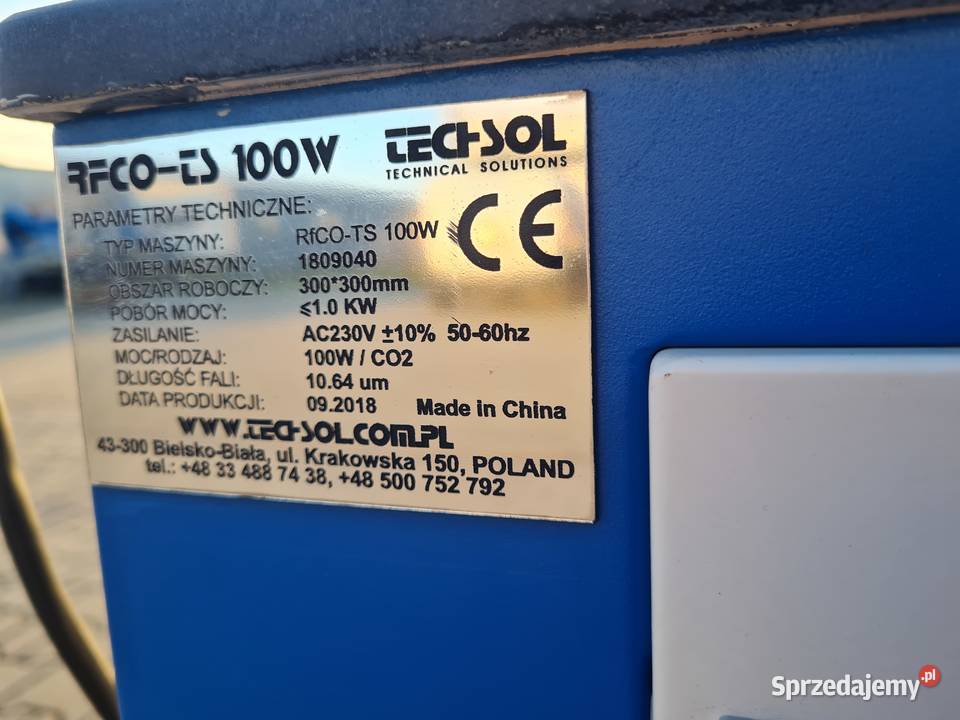 RFCO-TS 100W
TECHSOL
TECHNICAL SOLUTIONS
PARAMETRY TECHNICZNE:
CE
TYP MASZYNY: RfCO-TS 100W
NUMER MASZYNY: 1809040
OBSZAR ROBOCZY: 300*300mm
POBÓR MOCY: ≤1.0 KW
ZASILANIE: AC230V ±10% 50-60hz
MOC/RODZAJ: 100W / CO2
DŁUGOŚĆ FALI: 10.64 um
DATA PRODUKCJI: 09.2018 Made in China
WWW.TECHSOL.COM.PL
43-300 Bielsko-Biała, ul. Krakowska 150, POLAND
tel.: +48 33 488 74 38, +48 500 752 792
Sprzedajemy.pl